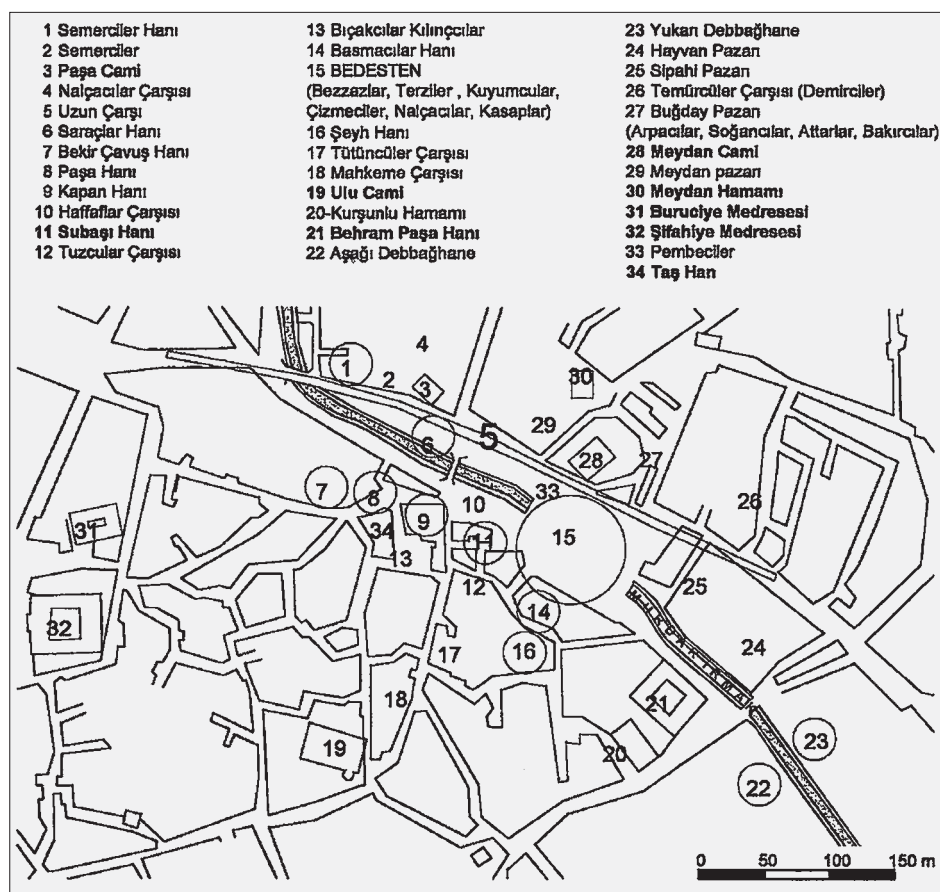 1 Semerciler Hanı
2 Semerciler
3 Paşa Cami
4 Nalçacılar Çarşısı
5 Uzun Çarşı
6 Saraçlar Hanı
7 Bekir Çavuş Hanı
8 Paşa Hanı
9 Kapan Hanı
10 Haffaflar Çarşısı
11 Subaşı Hanı
12 Tuzcular Çarşısı
13 Bıçakcılar Kılınçcılar
14 Basmacılar Hanı
15 BEDESTEN
(Bezzazlar, Terziler , Kuyumcular,
Çizmeciler, Nalçacılar, Kasaplar)
16 Şeyh Hanı
17 Tütüncüler Çarşısı
18 Mahkeme Çarşısı
19 Ulu Cami
20-Kurşunlu Hamamı
21 Behram Paşa Hanı
22 Aşağı Debbağhane
23 Yukarı Debbağhane
24 Hayvan Pazarı
25 Sipahi Pazarı
26 Temürcüler Çarşısı (Demirciler)
27 Buğday Pazarı
(Arpacılar, Soğancılar, Attarlar, Bakırcılar)
28 Meydan Cami
29 Meydan pazarı
30 Meydan Hamamı
31 Buruciye Medresesi
32 Şifahiye Medresesi
33 Pembeciler
34 Taş Han
4
1
2
3
30
5
29
6
28
27
7
8
10
33
26
9
34
31
11
15
13
12
25
14
32
16
17
24
18
21
19
20
23
22
0 50 100 150 m